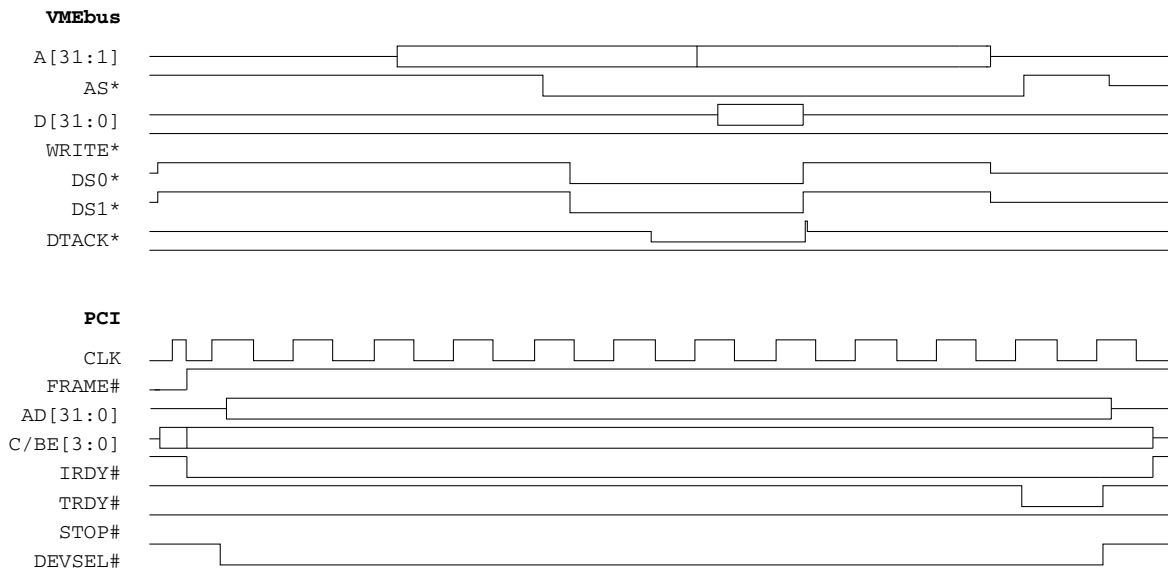 VMEbus
A[31:1]
AS*
D[31:0]
WRITE*
DS0*
DS1*
DTACK*
PCI
CLK
FRAME#
AD[31:0]
C/BE[3:0]
IRDY#
TRDY#
STOP#
DEVSEL#